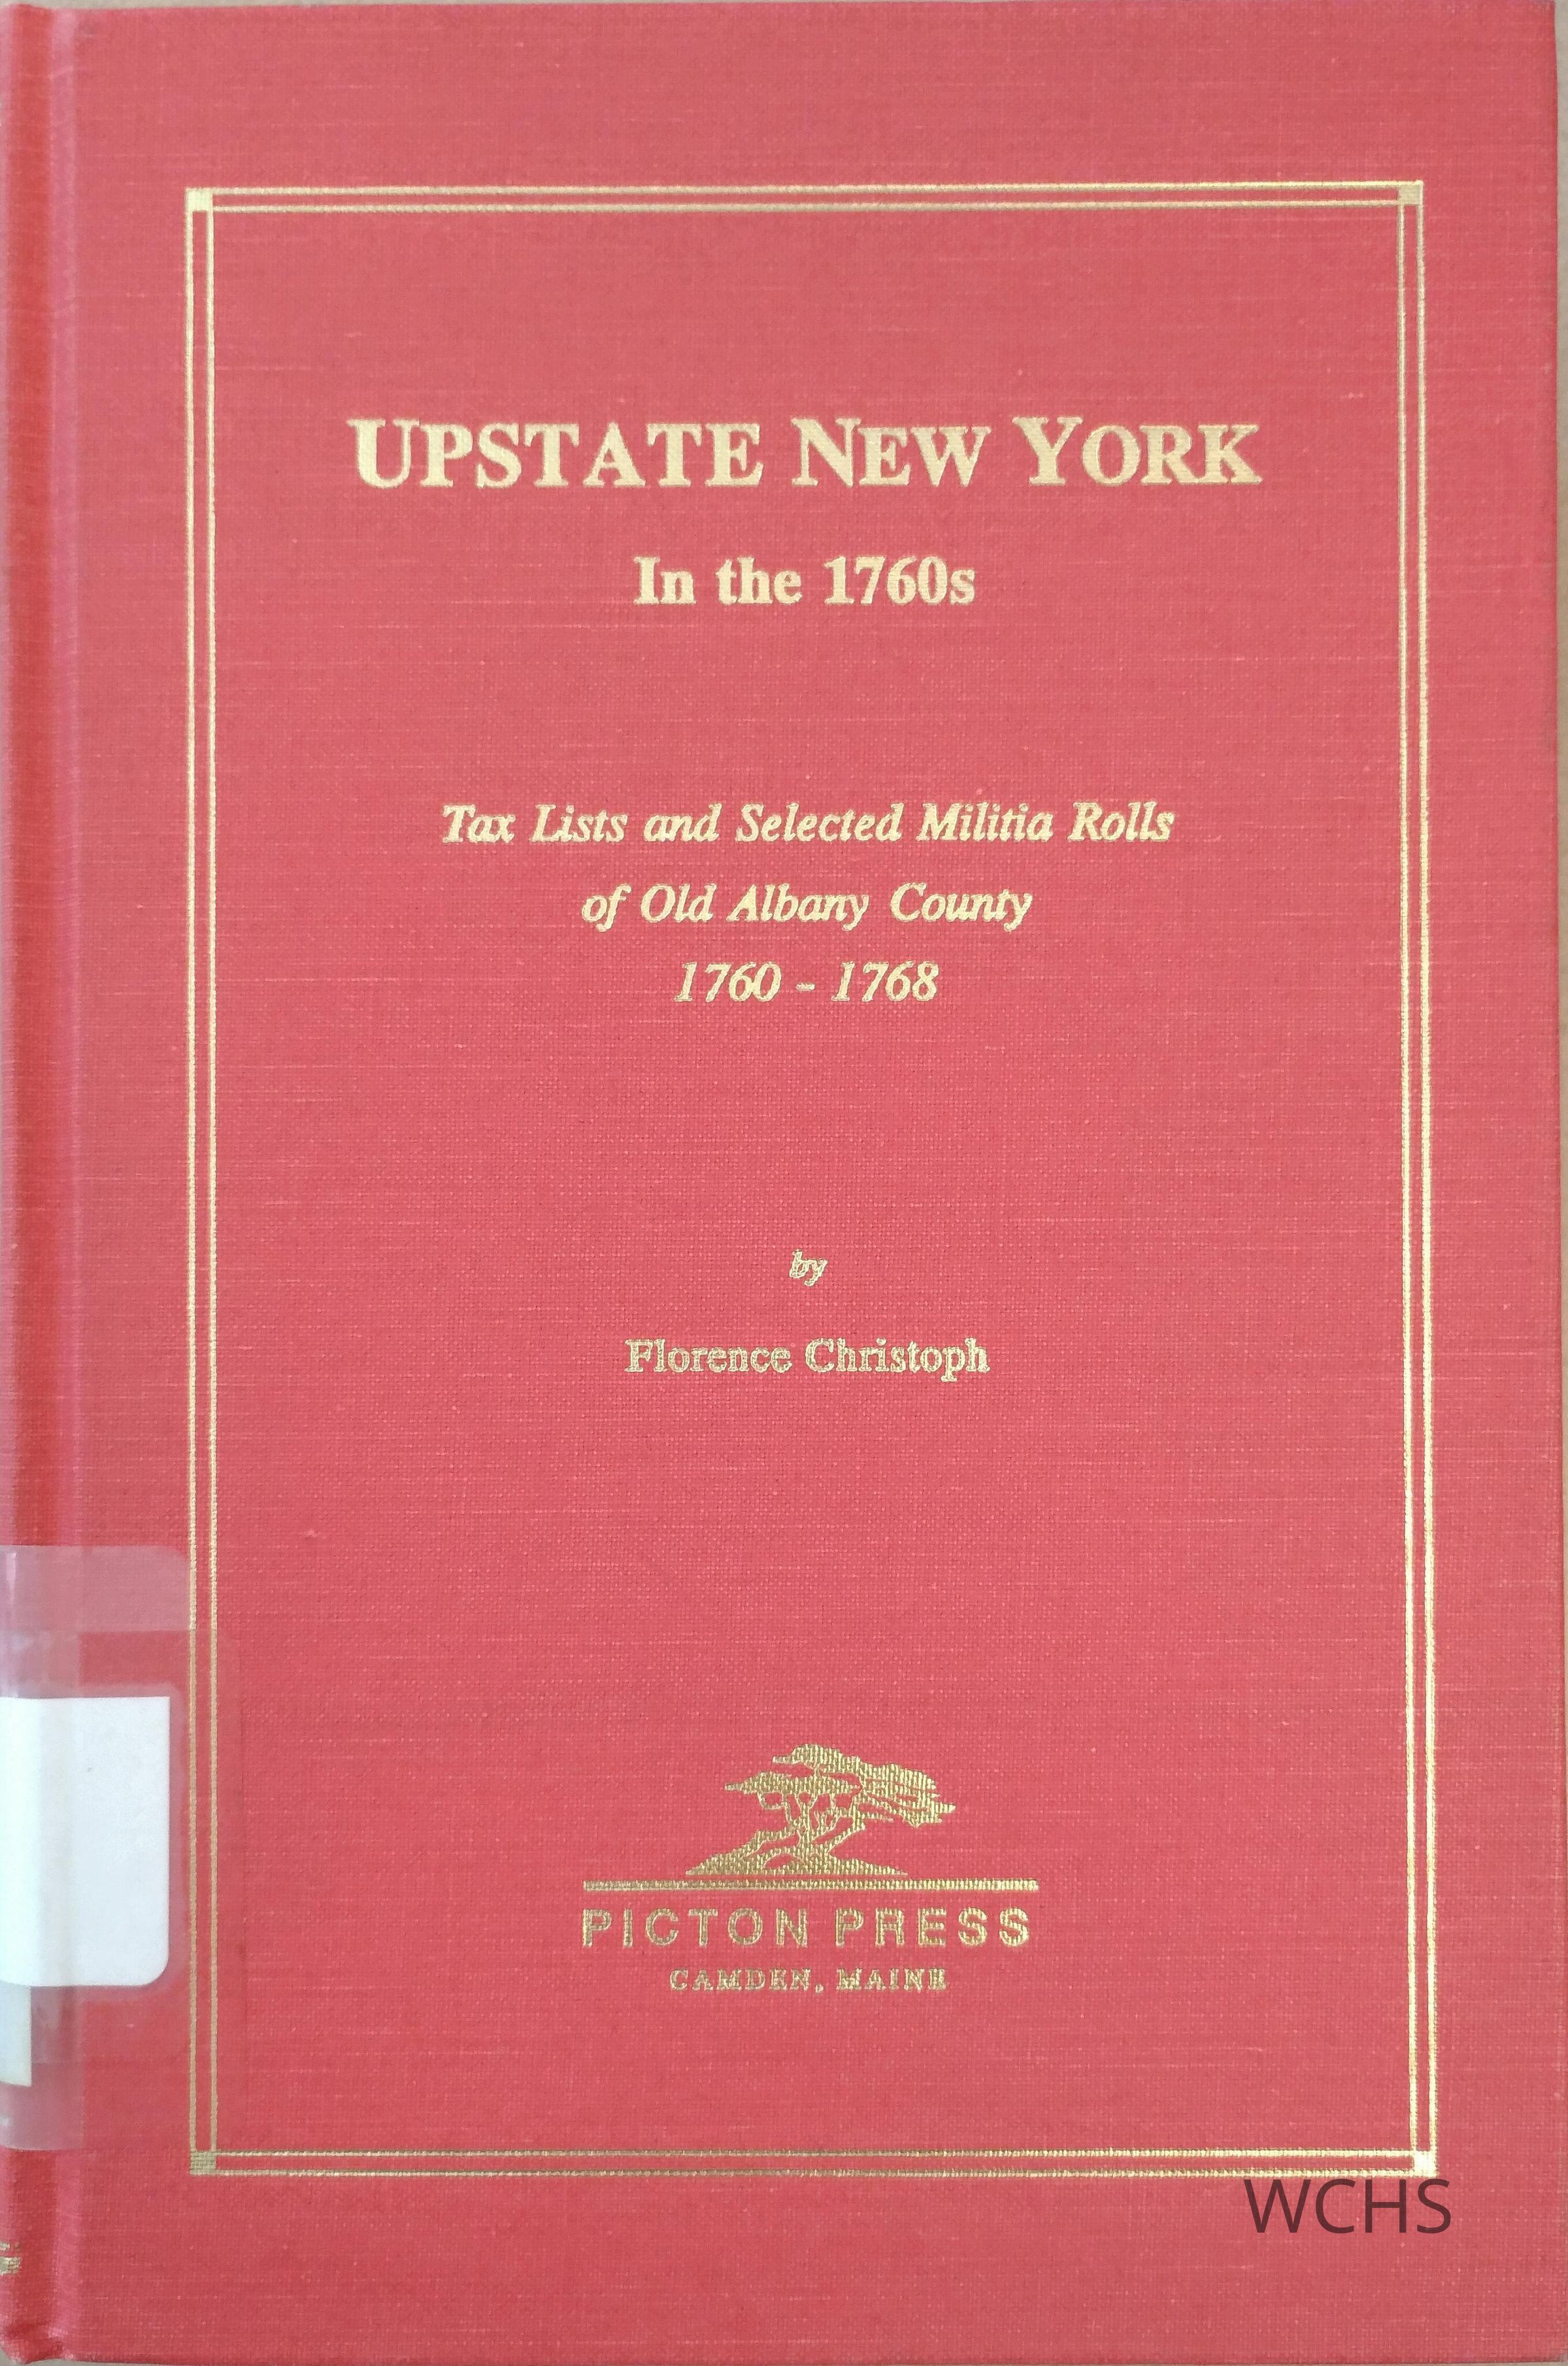 UPSTATE NEW YORK
In the 1760s
Tax Lists and Selected Militia Rolls
of Old Albany County
1760 - 1768
by
Florence Christoph
PICTON PRESS
CAMDEN, MAINE
WCHS